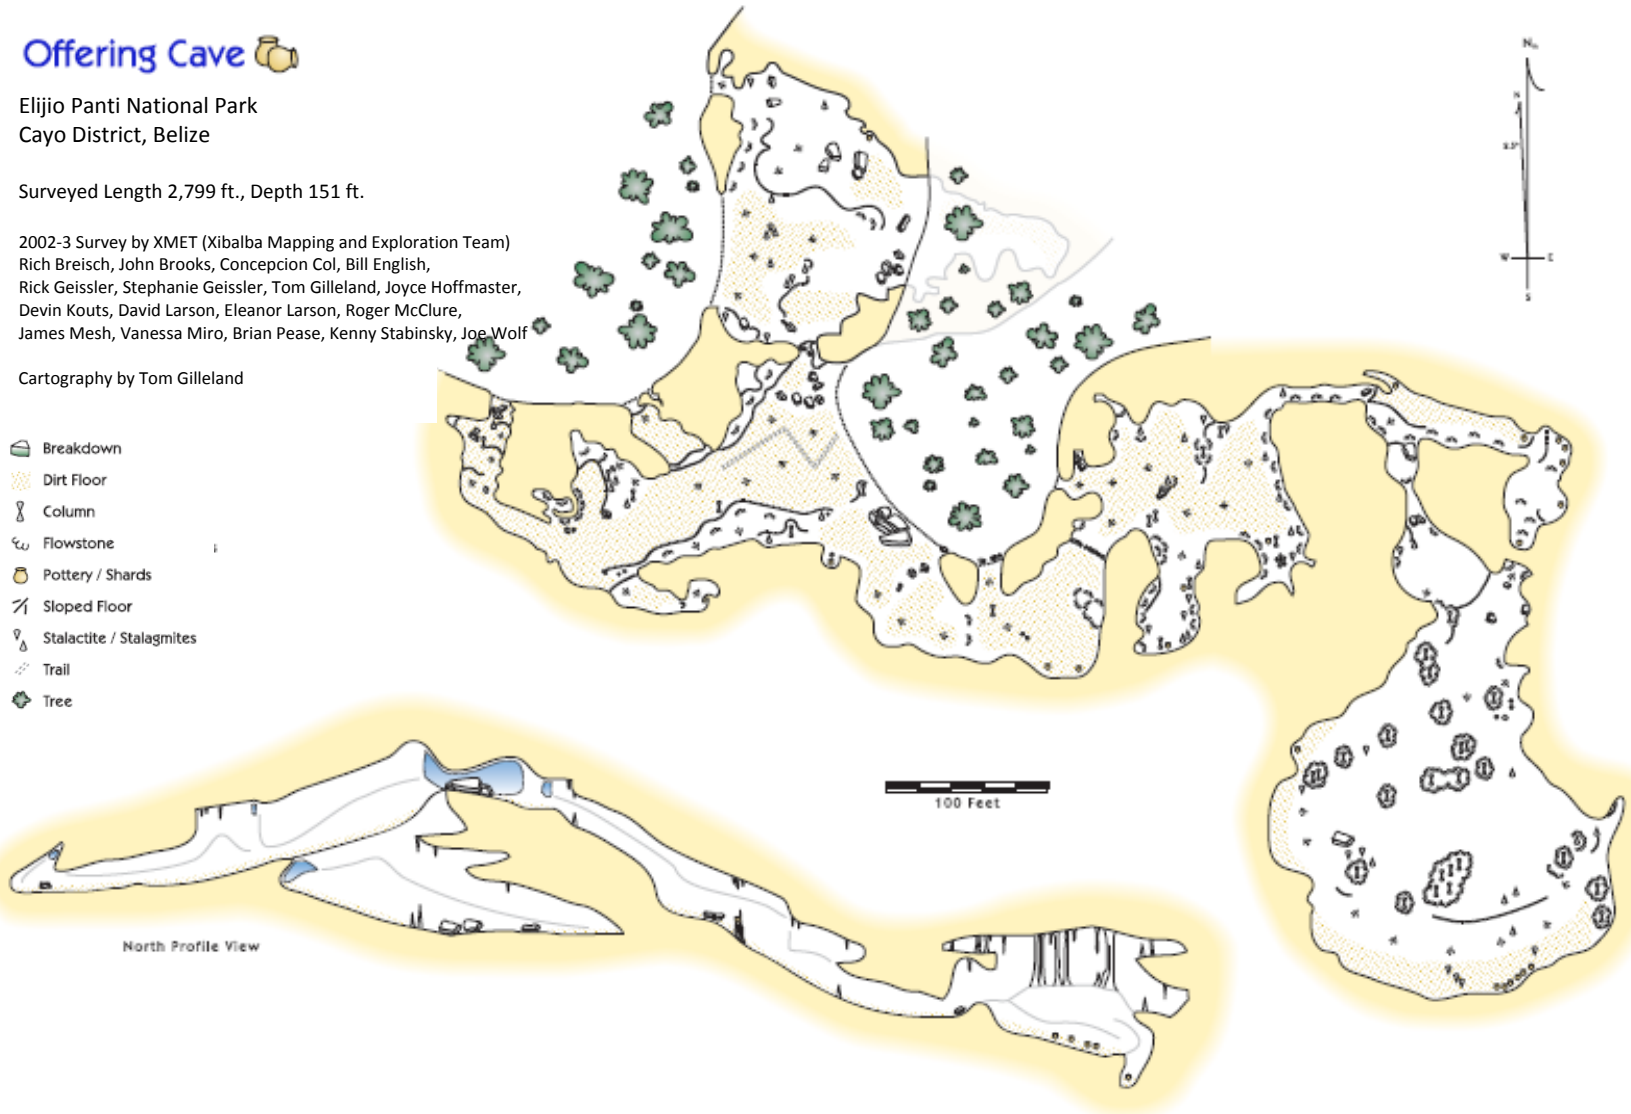 Offering Cave
Elijio Panti National Park
Cayo District, Belize
Surveyed Length 2,799 ft., Depth 151 ft.
2002-3 Survey by XMET (Xibalba Mapping and Exploration Team)
Rich Breisch, John Brooks, Concepcion Col, Bill English,
Rick Geissler, Stephanie Geissler, Tom Gilleland, Joyce Hoffmaster,
Devin Kouts, David Larson, Eleanor Larson, Roger McClure,
James Mesh, Vanessa Miro, Brian Pease, Kenny Stabinsky, Joe Wolf
Cartography by Tom Gilleland
Breakdown
Dirt Floor
Column
Flowstone
Pottery / Shards
Sloped Floor
Stalactite / Stalagmites
Trail
Tree
North Profile View
100 Feet
N
W E
S